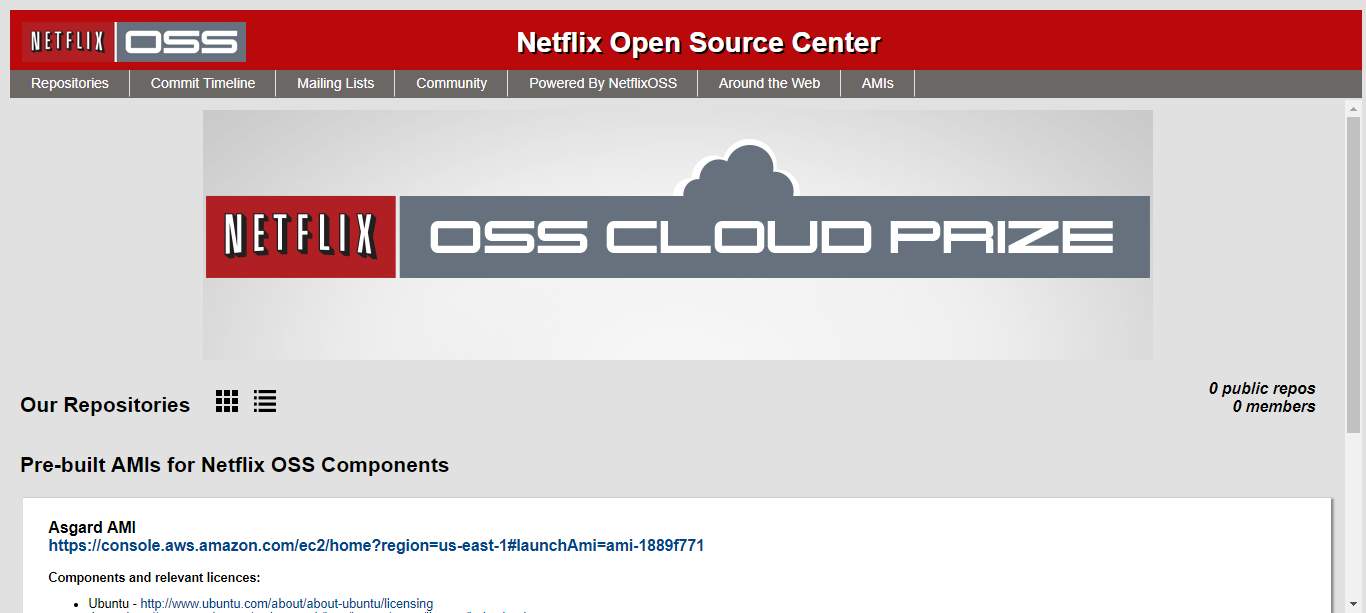 NETFLIX OSS
Netflix Open Source Center
Repositories Commit Timeline Mailing Lists Community Powered By NetflixOSS Around the Web AMIs
NETFLIX OSS CLOUD PRIZE
Our Repositories
0 public repos
0 members
Pre-built AMIs for Netflix OSS Components
Asgard AMI
https://console.aws.amazon.com/ec2/home?region=us-east-1#launchAmi=ami-1889f771
Components and relevant licences:
Ubuntu - http://www.ubuntu.com/about/about-ubuntu/licensing